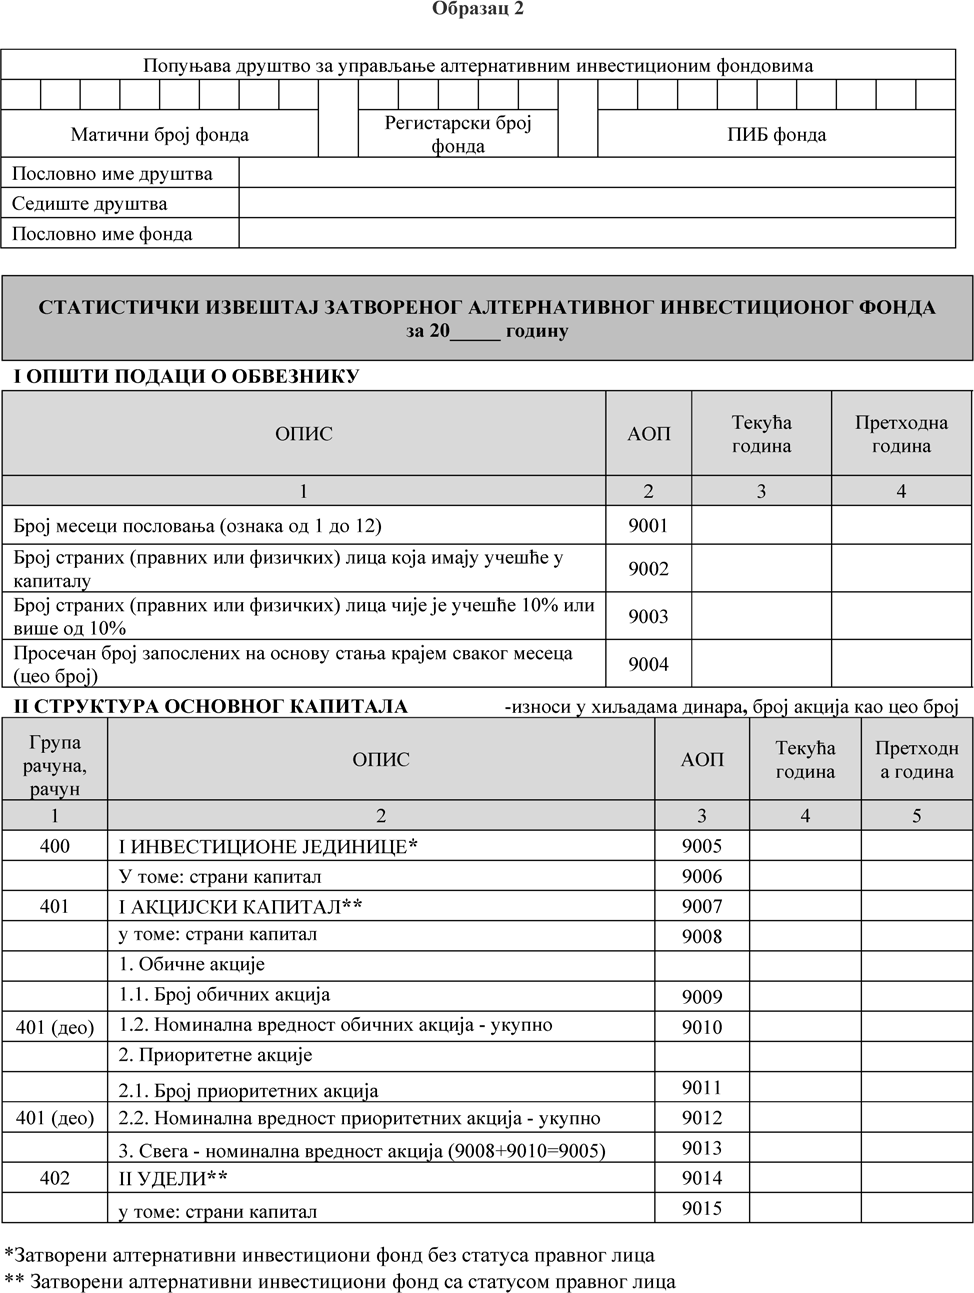 Образац 2
Попуњава друштво за управљање алтернативним инвестиционим фондовима
Матични број фонда
Регистарски број
фонда
ПИБ фонда
Пословно име друштва
Седиште друштва
Пословно име фонда
СТАТИСТИЧКИ ИЗВЕШТАЈ ЗАТВОРЕНОГ АЛТЕРНАТИВНОГ ИНВЕСТИЦИОНОГ ФОНДА
за 20_____ годину
I ОПШТИ ПОДАЦИ О ОБВЕЗНИКУ
ОПИС АОП Текућа година Претходна година
1 2 3 4
Број месеци пословања (ознака од 1 до 12) 9001
Број страних (правних или физичких) лица која имају учешће у
капиталу 9002
Број страних (правних или физичких) лица чије је учешће 10% или
више од 10% 9003
Просечан број запослених на основу стања крајем сваког месеца
(цео број) 9004
II СТРУКТУРА ОСНОВНОГ КАПИТАЛА -износи у хиљадама динара, број акција као цео број
Група
рачуна,
рачун
ОПИС
АОП
Текућа
година
Претходн
а година
1 2 3 4 5
400 I ИНВЕСТИЦИОНЕ ЈЕДИНИЦЕ* 9005
У томе: страни капитал 9006
401 I АКЦИЈСКИ КАПИТАЛ** 9007
у томе: страни капитал 9008
1. Обичне акције
1.1. Број обичних акција 9009
401 (део) 1.2. Номинална вредност обичних акција - укупно 9010
2. Приоритетне акције
2.1. Број приоритетних акција 9011
401 (део) 2.2. Номинална вредност приоритетних акција - укупно 9012
3. Свега - номинална вредност акција (9008+9010=9005) 9013
402 II УДЕЛИ** 9014
у томе: страни капитал 9015
*Затворени алтернативни инвестициони фонд без статуса правног лица
** Затворени алтернативни инвестициони фонд са статусом правног лица